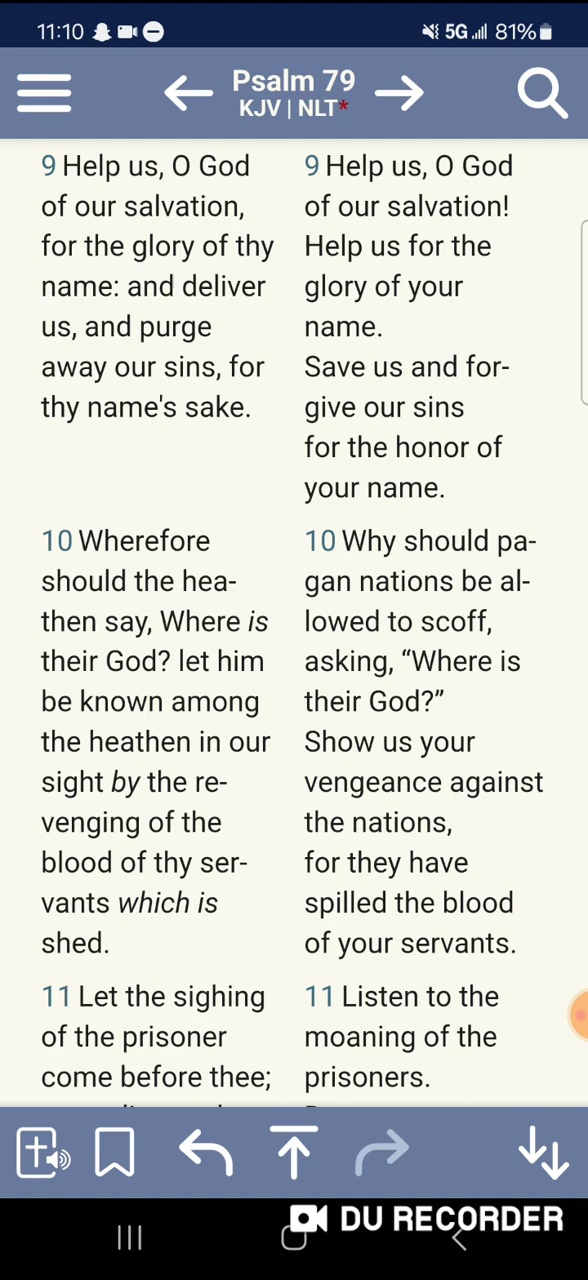 11:10
5G 81%
Psalm 79
KJV | NLT*
9 Help us, O God
of our salvation,
for the glory of thy
name: and deliver
us, and purge
away our sins, for
thy name's sake.
9 Help us, O God
of our salvation!
Help us for the
glory of your
name.
Save us and for-
give our sins
for the honor of
your name.
10 Wherefore
should the hea-
then say, Where is
their God? let him
be known among
the heathen in our
sight by the re-
venging of the
blood of thy ser-
vants which is
shed.
10 Why should pa-
gan nations be al-
lowed to scoff,
asking, “Where is
their God?”
Show us your
vengeance against
the nations,
for they have
spilled the blood
of your servants.
11 Let the sighing
of the prisoner
come before thee;
11 Listen to the
moaning of the
prisoners.
DU RECORDER